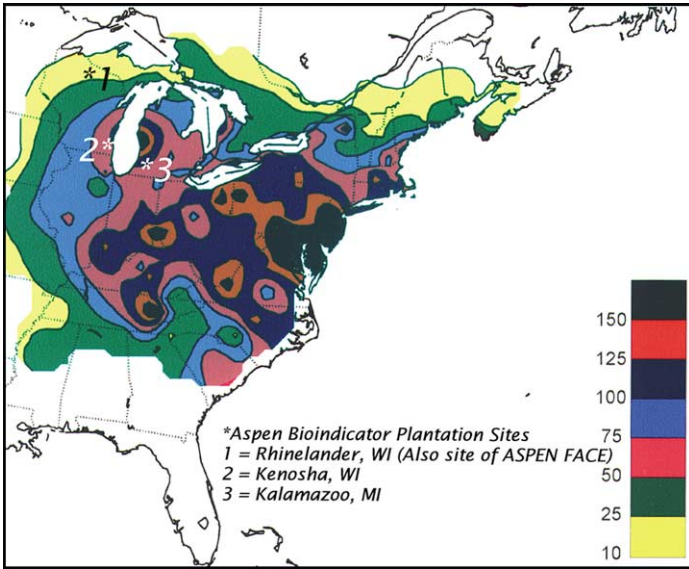 *1
2*
*3
150
125
100
75
50
25
10
*Aspen Bioindicator Plantation Sites
1 = Rhinelander, WI (Also site of ASPEN FACE)
2 = Kenosha, WI
3 = Kalamazoo, MI